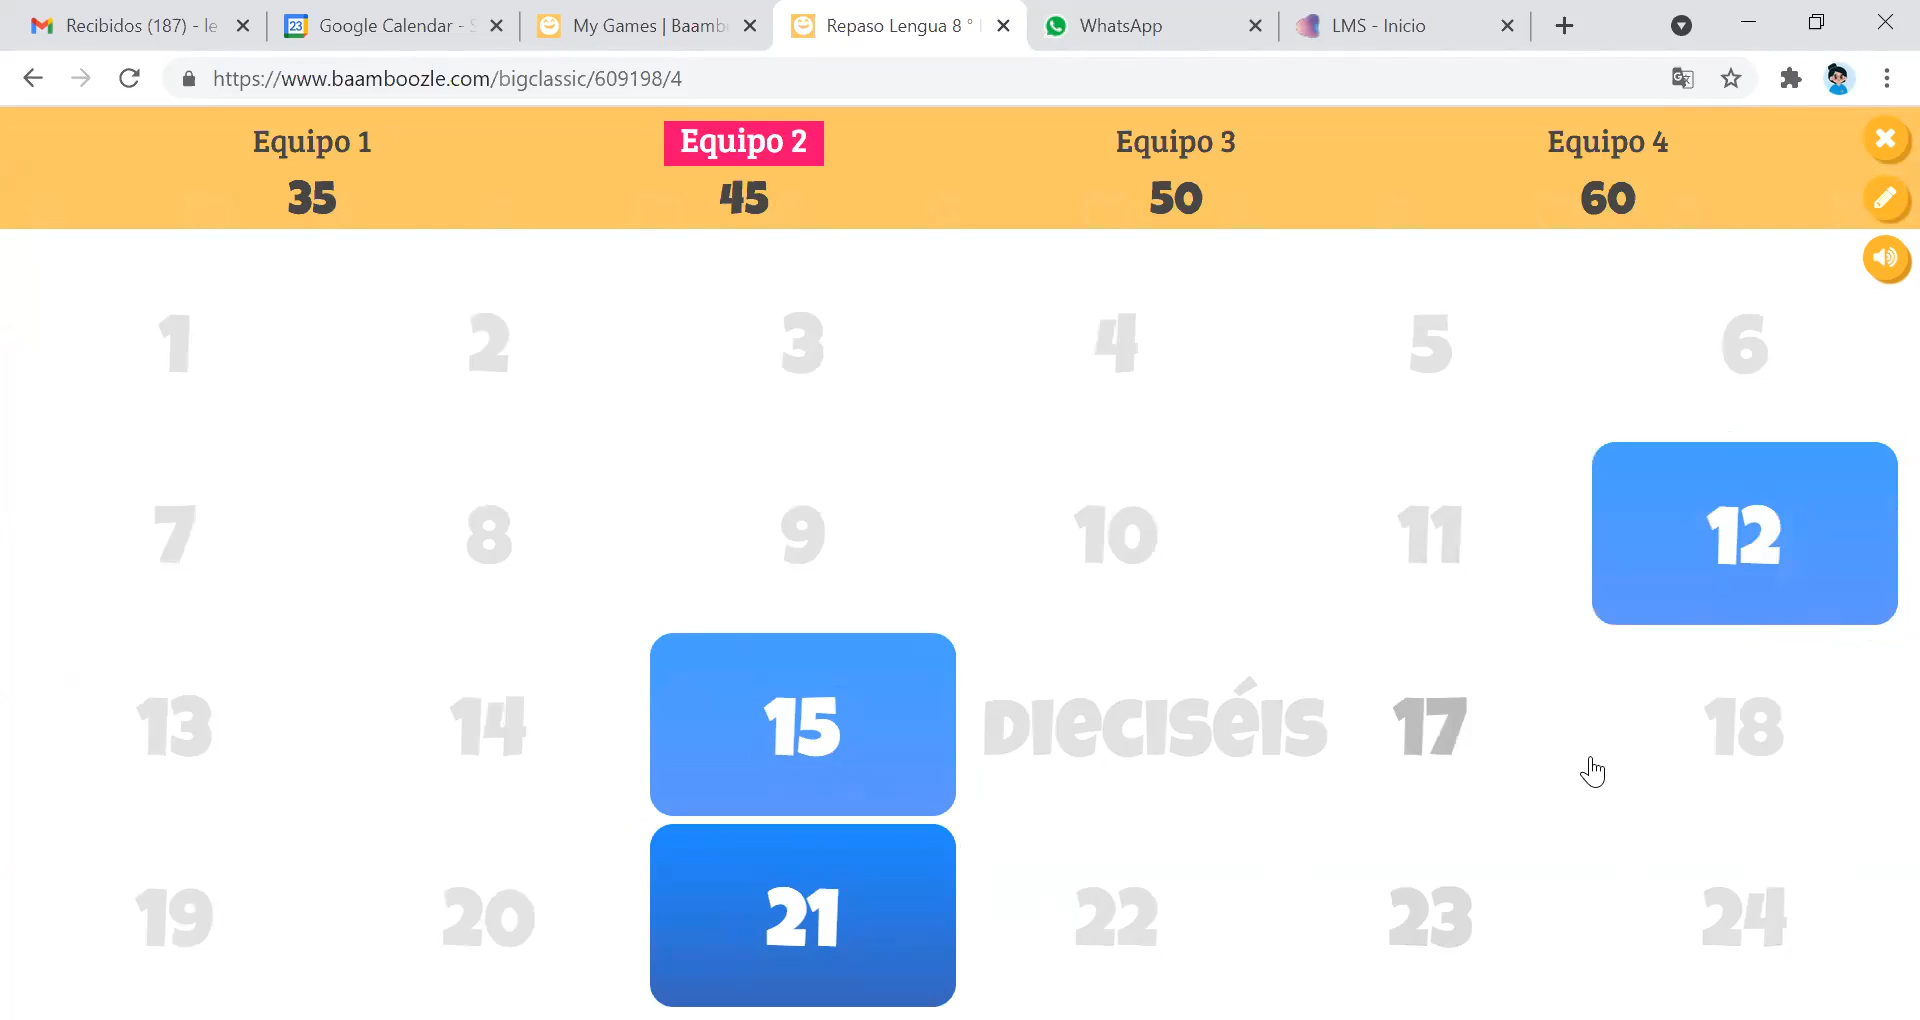 Recibidos (187) - le
Google Calendar - S
My Games | Baamb
Repaso Lengua 8 °
WhatsApp
LMS - Inicio
https://www.baamboozle.com/bigclassic/609198/4
Equipo 1 Equipo 2 Equipo 3 Equipo 4
35 45 50 60
1 2 3 4 5 6
7 8 9 10 11 12
13 14 15 DIECISÉIS 17 18
19 20 21 22 23 24